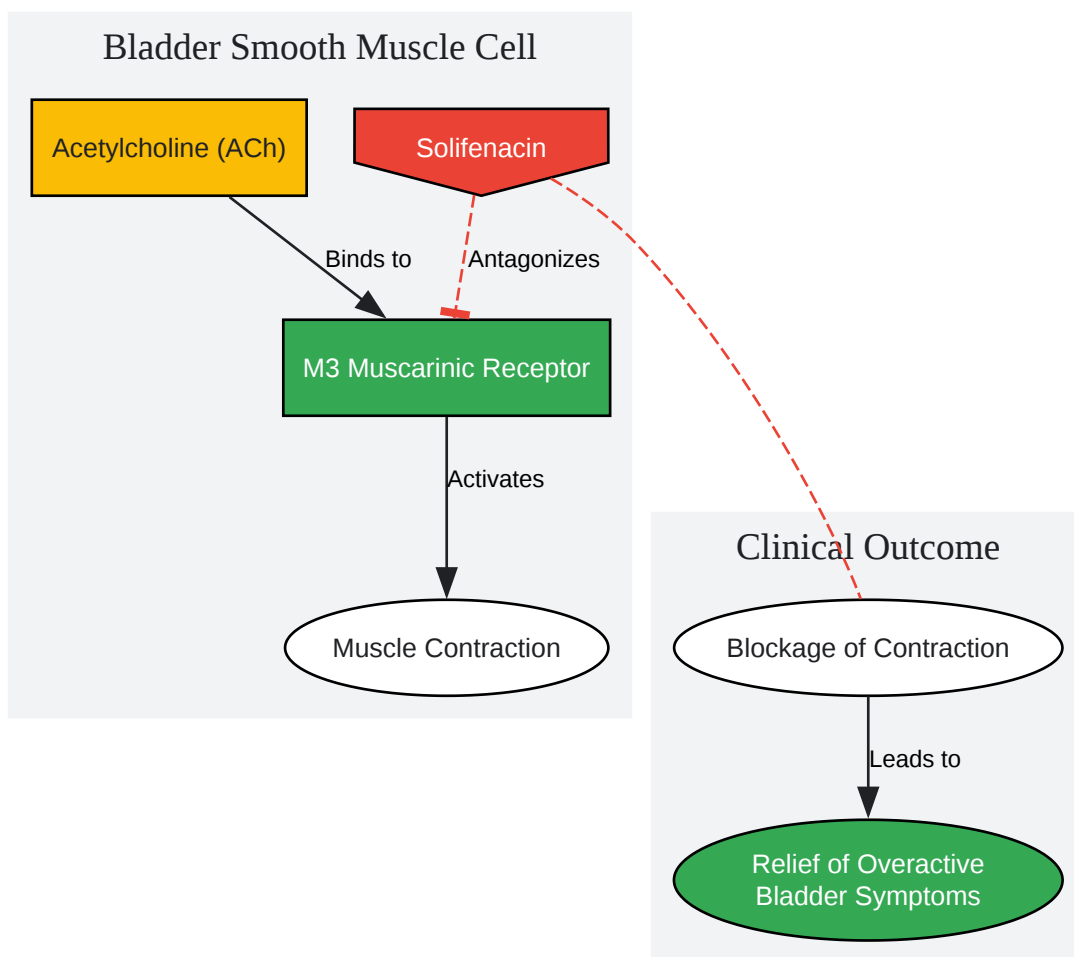 Bladder Smooth Muscle Cell
Acetylcholine (ACh)
Solifenacin
Binds to
Antagonizes
M3 Muscarinic Receptor
Activates
Muscle Contraction
Clinical Outcome
Blockage of Contraction
Leads to
Relief of Overactive
Bladder Symptoms